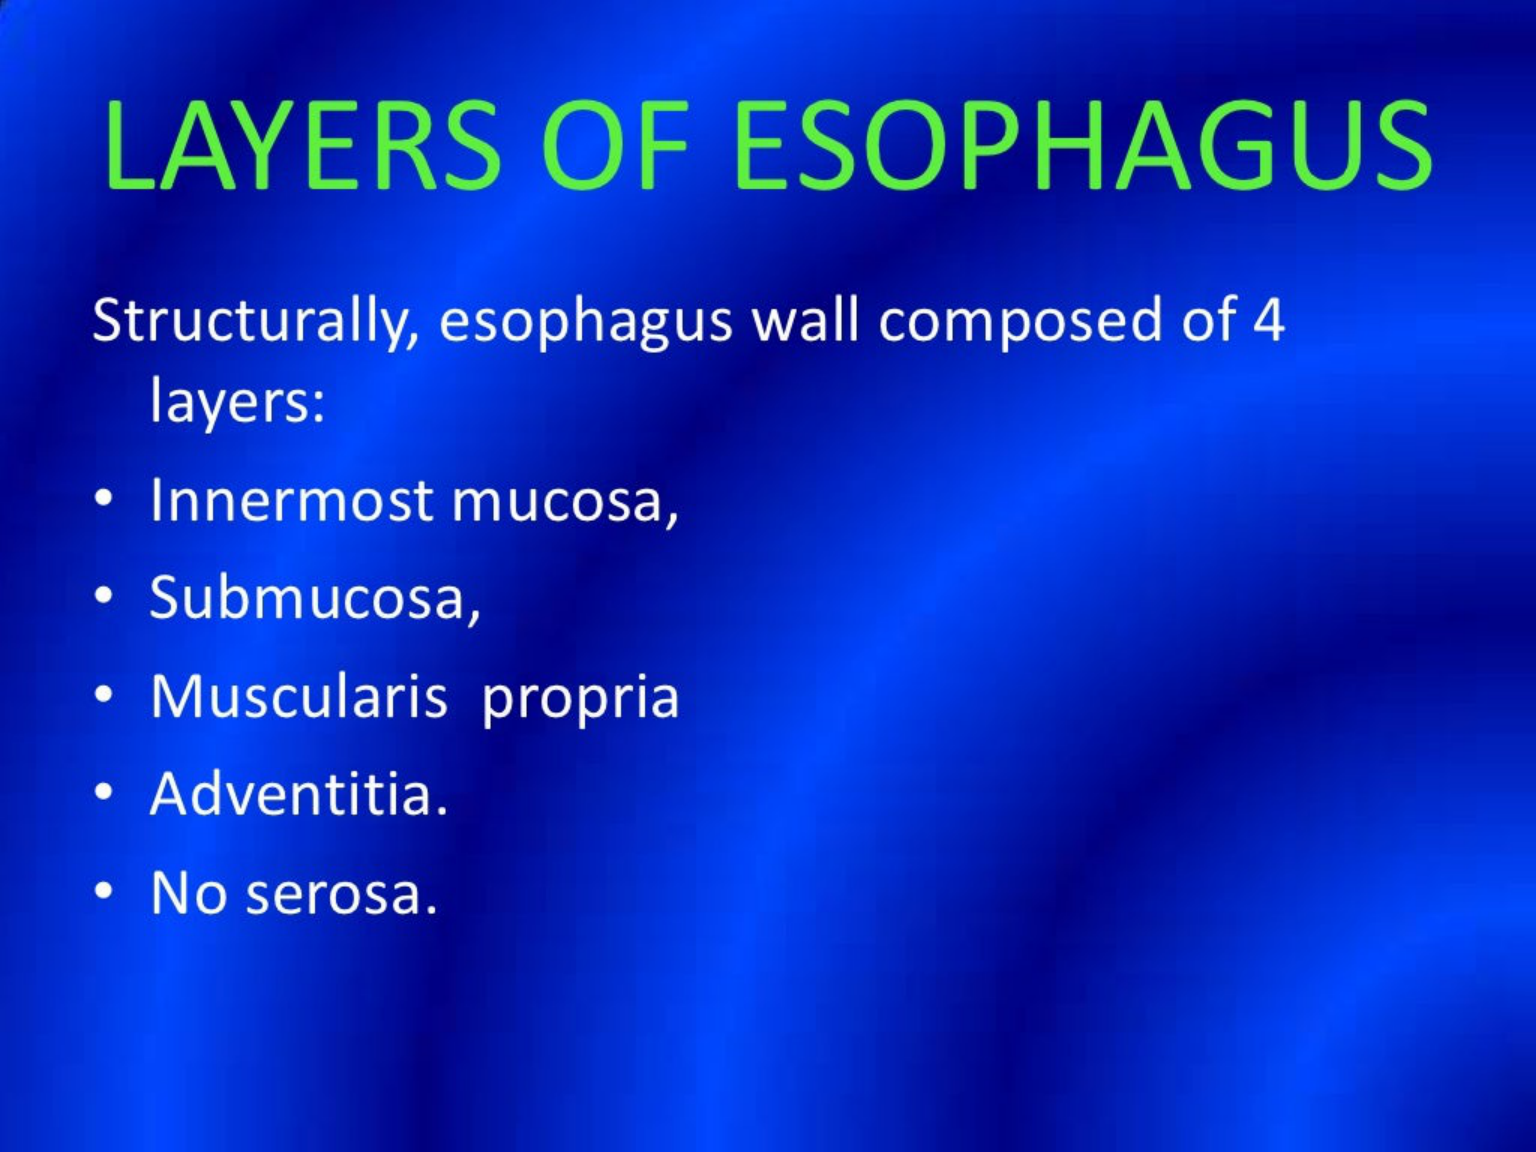 LAYERS OF ESOPHAGUS
Structurally, esophagus wall composed of 4
layers:
• Innermost mucosa,
• Submucosa,
• Muscularis  propria
• Adventitia.
• No serosa.